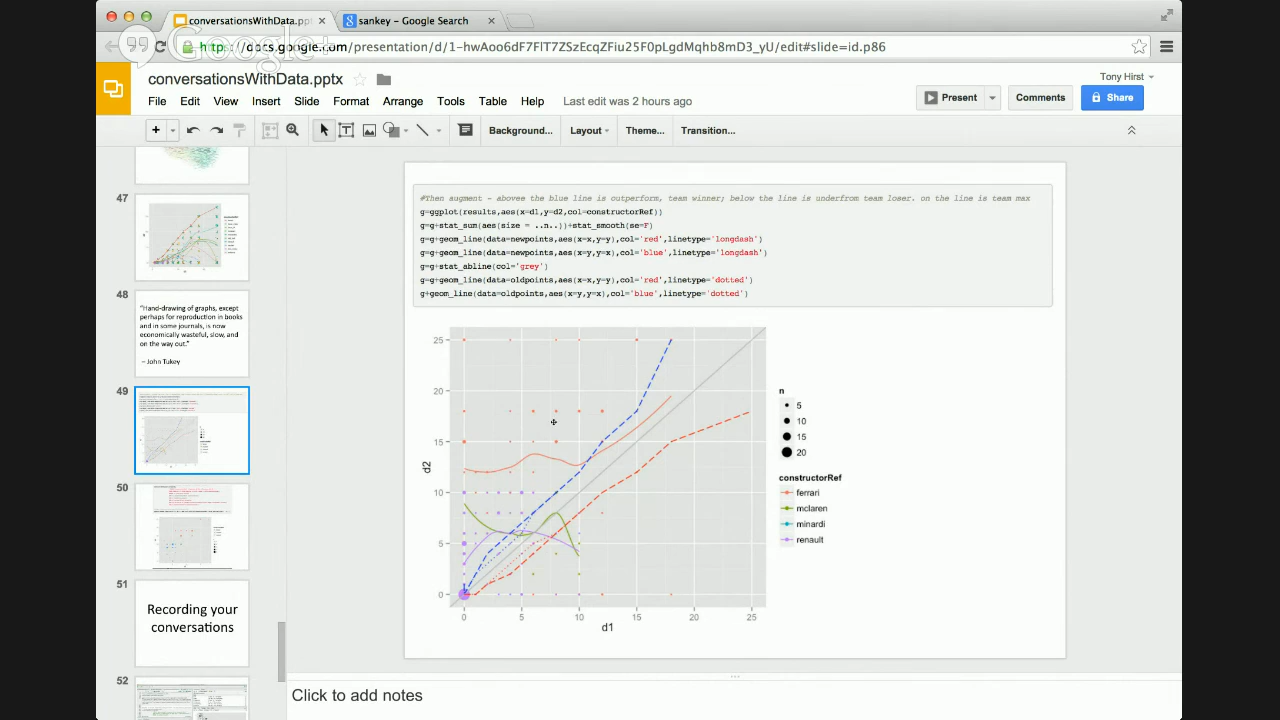 conversationsWithData.ppt
sankey – Google Search
Google+
https://docs.google.com/presentation/d/1-hwAoo6dF7FlT7ZSzEcqZFiu25F0pLgdMqhb8mD3_yU/edit#slide=id.p86
conversationsWithData.pptx
Tony Hirst
File Edit View Insert Slide Format Arrange Tools Table Help Last edit was 2 hours ago
Present Comments Share
Background... Layout Theme... Transition...
47
48
"Hand-drawing of graphs, except
perhaps for reproduction in books
and in some journals, is now
economically wasteful, slow, and
on the way out."
– John Tukey
49
50
51
Recording your
conversations
52
#Then augment - abovee the blue line is outperform, team winner; below the line is underfrom team loser. on the line is team max
g=ggplot(results,aes(x=d1,y=d2,col=constructorRef))
g=g+stat_sum(aes(size = ..n..))+stat_smooth(se=F)
g=g+geom_line(data=newpoints,aes(x=x,y=y),col='red',linetype='longdash')
g=g+geom_line(data=newpoints,aes(x=y,y=x),col='blue',linetype='longdash')
g=g+stat_abline(col='grey')
g=g+geom_line(data=oldpoints,aes(x=x,y=y),col='red',linetype='dotted')
g+geom_line(data=oldpoints,aes(x=y,y=x),col='blue',linetype='dotted')
25
20
15
10
5
0
d2
0 5 10 15 20 25
d1
n
5
10
15
20
constructorRef
ferrari
mclaren
minardi
renault
Click to add notes